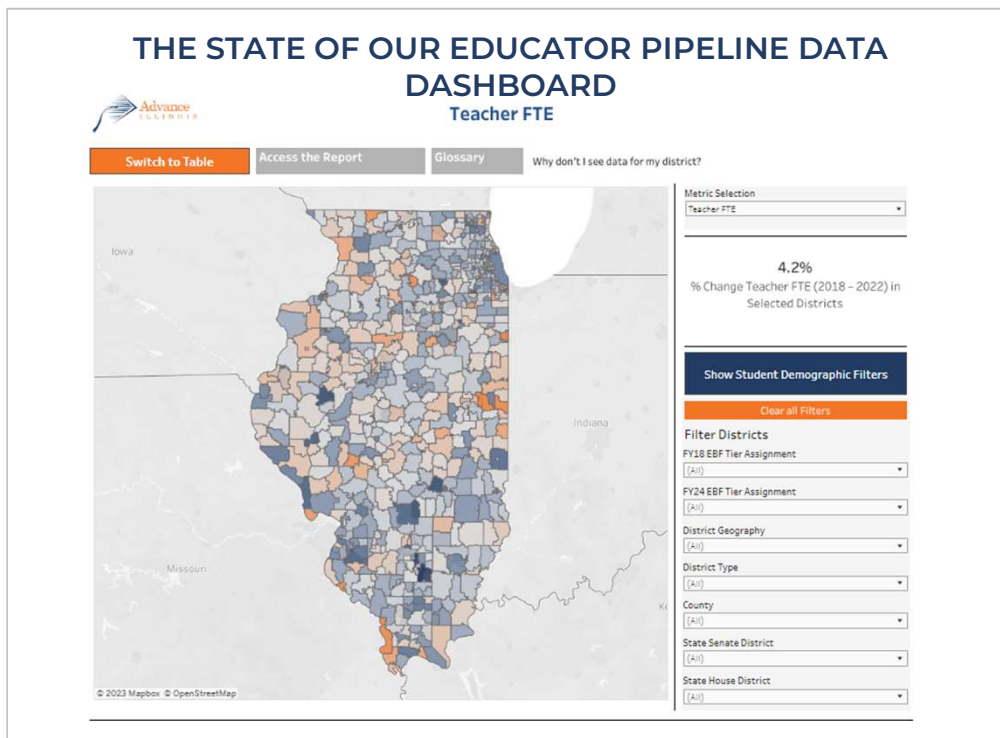 THE STATE OF OUR EDUCATOR PIPELINE DATA
DASHBOARD
Advance
ILLINOIS
Teacher FTE
Switch to Table
Access the Report
Glossary
Why don't I see data for my district?
Iowa
Indiana
Missouri
© 2023 Mapbox © OpenStreetMap
Metric Selection
Teacher FTE
4.2%
% Change Teacher FTE (2018 – 2022) in
Selected Districts
Show Student Demographic Filters
Clear all Filters
Filter Districts
FY18 EBF Tier Assignment
(All)
FY24 EBF Tier Assignment
(All)
District Geography
(All)
District Type
(All)
County
(All)
State Senate District
(All)
State House District
(All)